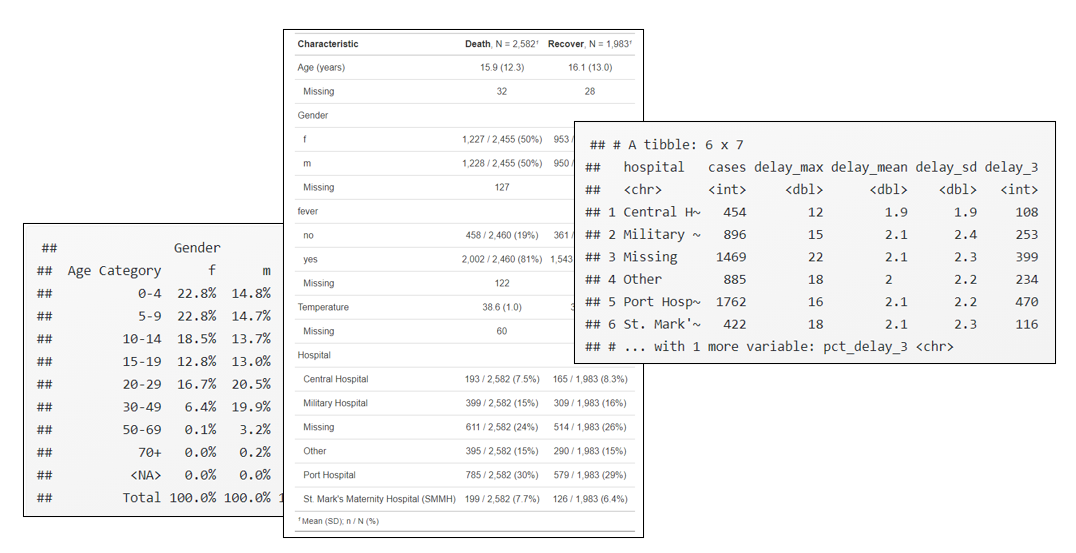 ##               Gender
##  Age Category      f      m
##           0-4  22.8%  14.8%
##           5-9  22.8%  14.7%
##         10-14  18.5%  13.7%
##         15-19  12.8%  13.0%
##         20-29  16.7%  20.5%
##         30-49   6.4%  19.9%
##         50-69   0.1%   3.2%
##           70+   0.0%   0.2%
##          <NA>   0.0%   0.0%
##         Total 100.0% 100.0% 1
Characteristic Death, N = 2,582† Recover, N = 1,983†
Age (years) 15.9 (12.3) 16.1 (13.0)
Missing 32 28
Gender
f 1,227 / 2,455 (50%) 953 /
m 1,228 / 2,455 (50%) 950 /
Missing 127
fever
no 458 / 2,460 (19%) 361 /
yes 2,002 / 2,460 (81%) 1,543
Missing 122
Temperature 38.6 (1.0) 3
Missing 60
Hospital
Central Hospital 193 / 2,582 (7.5%) 165 / 1,983 (8.3%)
Military Hospital 399 / 2,582 (15%) 309 / 1,983 (16%)
Missing 611 / 2,582 (24%) 514 / 1,983 (26%)
Other 395 / 2,582 (15%) 290 / 1,983 (15%)
Port Hospital 785 / 2,582 (30%) 579 / 1,983 (29%)
St. Mark's Maternity Hospital (SMMH) 199 / 2,582 (7.7%) 126 / 1,983 (6.4%)
†Mean (SD); n / N (%)
## # A tibble: 6 x 7
##   hospital   cases delay_max delay_mean delay_sd delay_3
##   <chr>      <int>     <dbl>      <dbl>    <dbl>   <int>
## 1 Central H~   454        12        1.9      1.9     108
## 2 Military ~   896        15        2.1      2.4     253
## 3 Missing     1469        22        2.1      2.3     399
## 4 Other        885        18        2        2.2     234
## 5 Port Hosp~  1762        16        2.1      2.2     470
## 6 St. Mark'~   422        18        2.1      2.3     116
## # ... with 1 more variable: pct_delay_3 <chr>